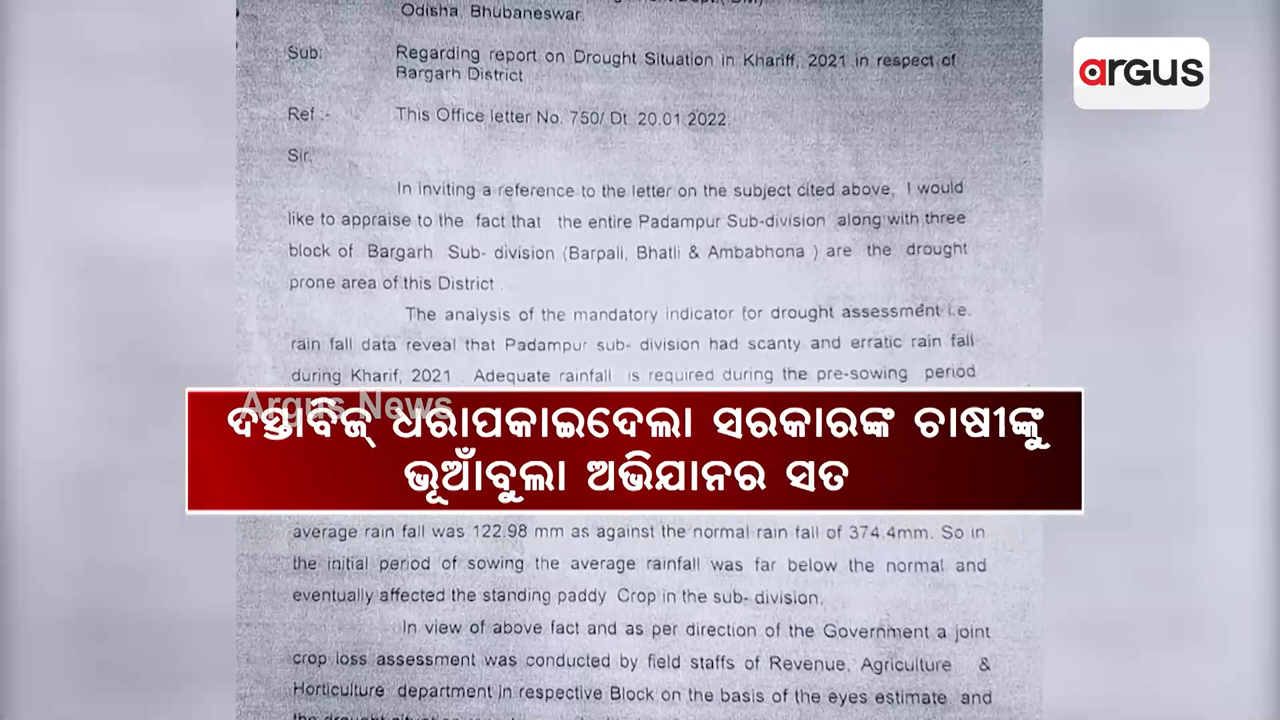 Odisha, Bhubaneswar
Sub: Regarding report on Drought Situation in Khariff, 2021 in respect of
Bargarh District
Ref :- This Office letter No. 750/ Dt. 20.01.2022.
Sir,
In inviting a reference to the letter on the subject cited above, I would
like to appraise to the fact that the entire Padampur Sub-division along with three
block of Bargarh Sub- division (Barpali, Bhatli & Ambabhona ) are the drought
prone area of this District .
The analysis of the mandatory indicator for drought assessment i.e.
rain fall data reveal that Padampur sub- division had scanty and erratic rain fall
during Kharif, 2021 . Adequate rainfall is required during the pre-sowing period
Argus News
ଦସ୍ତାବିଜ୍ ଧରାପକାଇଦେଲା ସରକାରଙ୍କ ଚାଷୀଙ୍କୁ
ଭୂଆଁବୁଲା ଅଭିଯାନର ସତ
average rain fall was 122.98 mm as against the normal rain fall of 374.4mm. So in
the initial period of sowing the average rainfall was far below the normal and
eventually affected the standing paddy Crop in the sub- division.
In view of above fact and as per direction of the Government a joint
crop loss assessment was conducted by field staffs of Revenue, Agriculture &
Horticulture department in respective Block on the basis of the eyes estimate and
argus